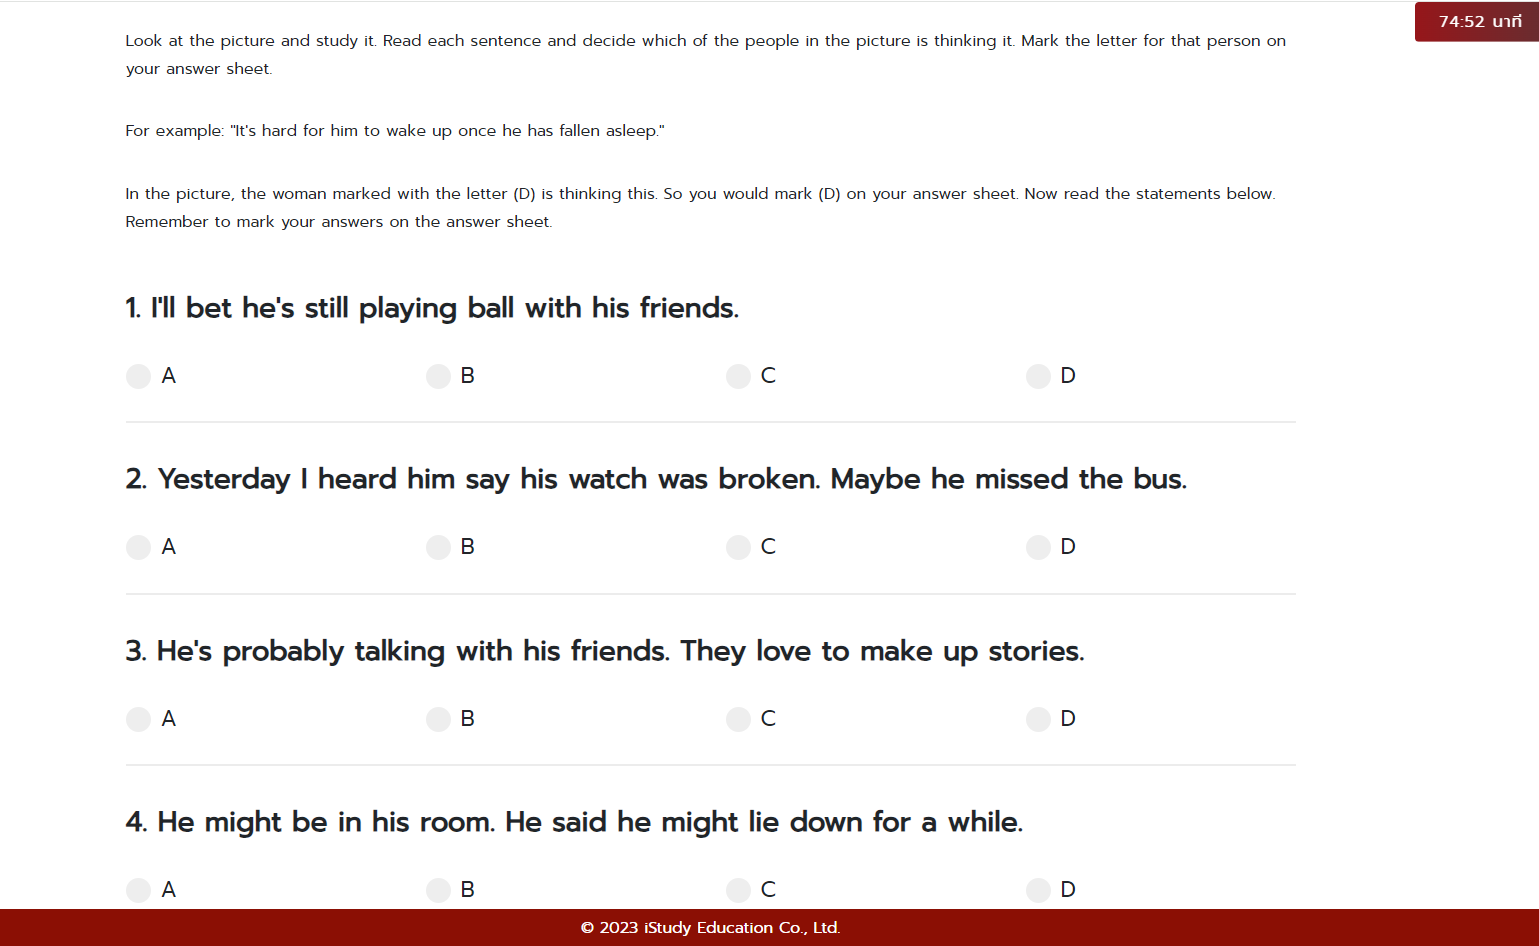 74:52 นาที
Look at the picture and study it. Read each sentence and decide which of the people in the picture is thinking it. Mark the letter for that person on
your answer sheet.
For example: "It's hard for him to wake up once he has fallen asleep."
In the picture, the woman marked with the letter (D) is thinking this. So you would mark (D) on your answer sheet. Now read the statements below.
Remember to mark your answers on the answer sheet.
1. I'll bet he's still playing ball with his friends.
A B C D
2. Yesterday I heard him say his watch was broken. Maybe he missed the bus.
A B C D
3. He's probably talking with his friends. They love to make up stories.
A B C D
4. He might be in his room. He said he might lie down for a while.
A B C D
© 2023 iStudy Education Co., Ltd.